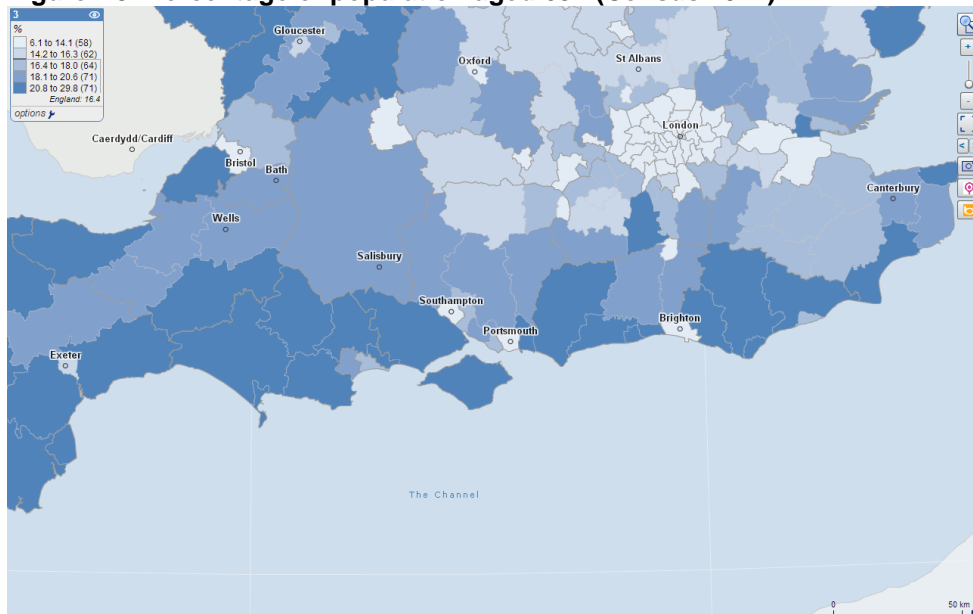 3
%
6.1 to 14.1 (58)
14.2 to 16.3 (62)
16.4 to 18.0 (64)
18.1 to 20.6 (71)
20.8 to 29.8 (71)
England: 16.4
options
Gloucester
Oxford
St Albans
Caerdydd/Cardiff
London
Bristol
Bath
Canterbury
Wells
Salisbury
Southampton
Brighton
Portsmouth
Exeter
The Channel
0
50 km